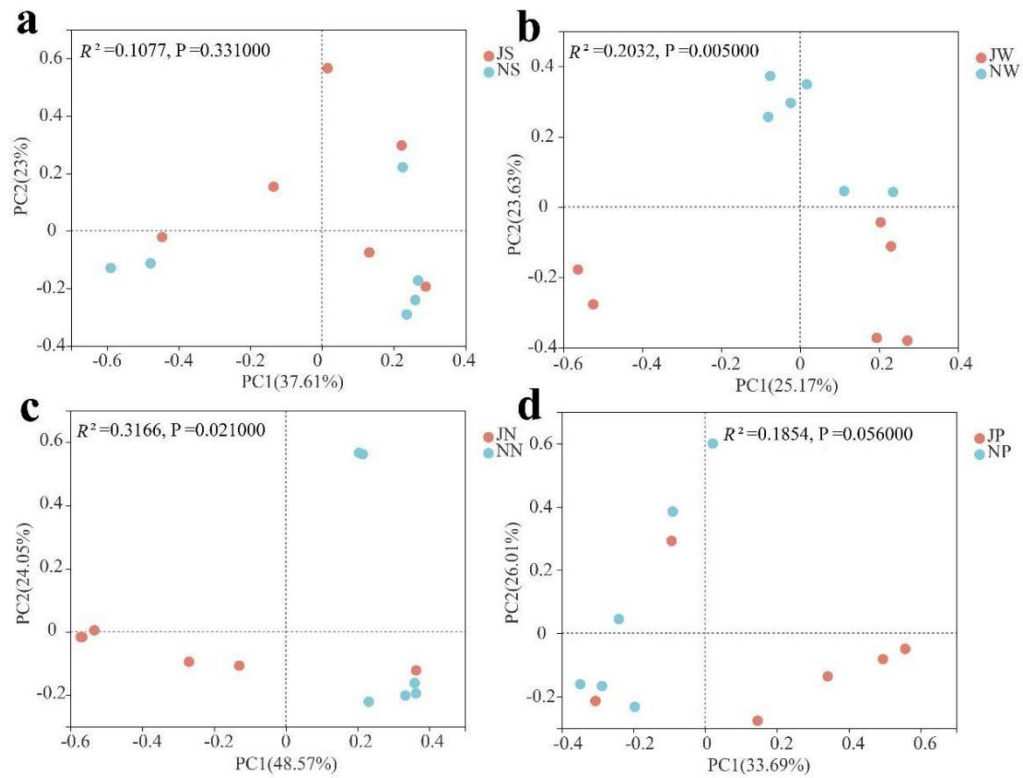 a
R²=0.1077, P=0.331000
JS
NS
0.6
0.4
0.2
0
-0.2
-0.4
PC2(23%)
-0.6 -0.4 -0.2 0 0.2 0.4
PC1(37.61%)
b
R²=0.2032, P=0.005000
JW
NW
0.4
0.2
0
-0.2
-0.4
PC2(23.63%)
-0.6 -0.4 -0.2 0 0.2 0.4
PC1(25.17%)
c
R²=0.3166, P=0.021000
JN
NN
0.6
0.4
0.2
0
-0.2
PC2(24.05%)
-0.6 -0.4 -0.2 0 0.2 0.4
PC1(48.57%)
d
R²=0.1854, P=0.056000
JP
NP
0.6
0.4
0.2
0
-0.2
PC2(26.01%)
-0.4 -0.2 0 0.2 0.4 0.6
PC1(33.69%)